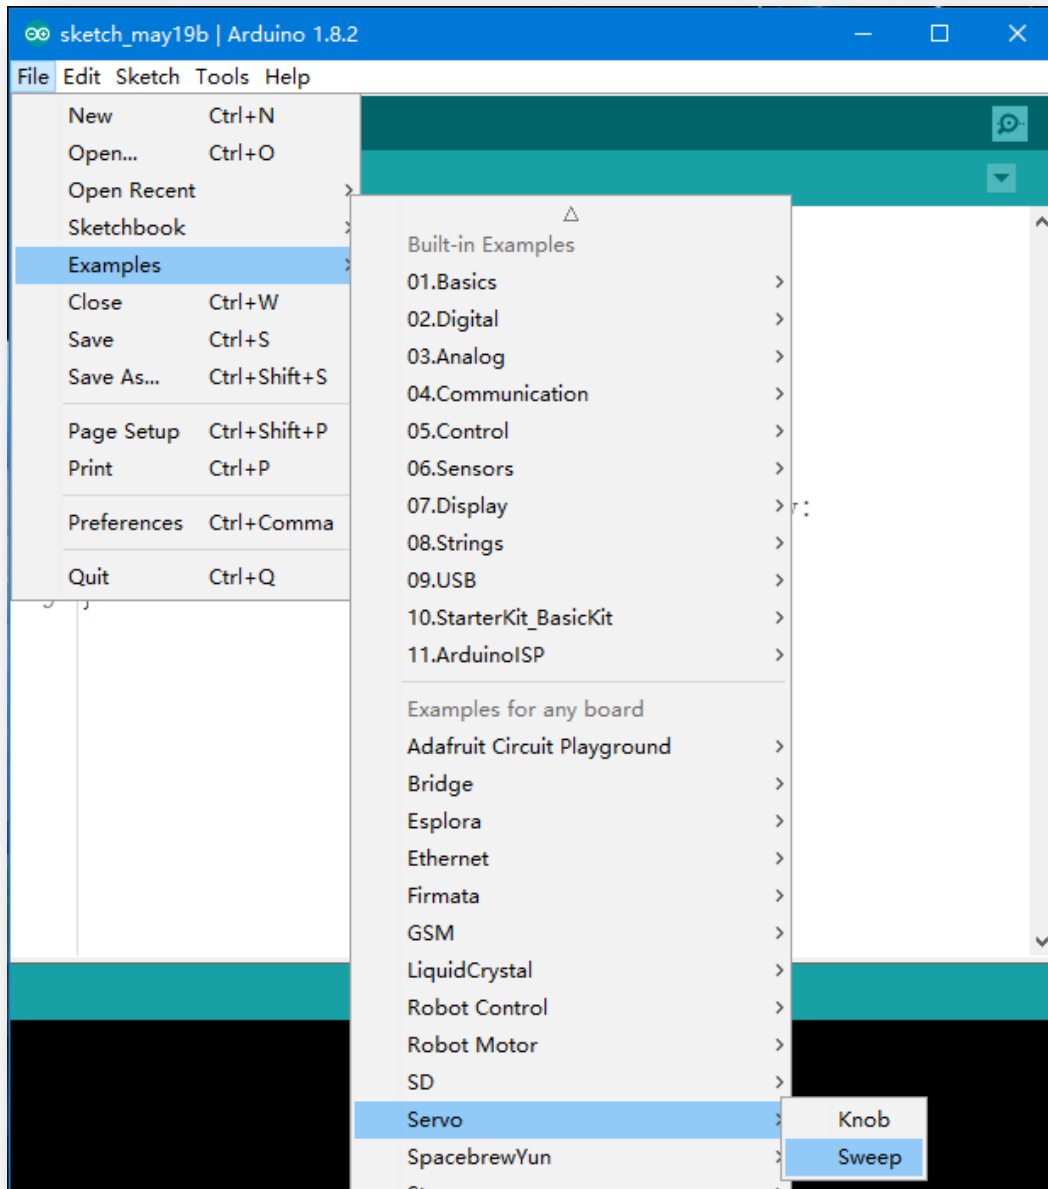 sketch_may19b | Arduino 1.8.2
File Edit Sketch Tools Help
New Ctrl+N
Open... Ctrl+O
Open Recent
Sketchbook
Examples
Close Ctrl+W
Save Ctrl+S
Save As... Ctrl+Shift+S
Page Setup Ctrl+Shift+P
Print Ctrl+P
Preferences Ctrl+Comma
Quit Ctrl+Q
Built-in Examples
01.Basics
02.Digital
03.Analog
04.Communication
05.Control
06.Sensors
07.Display
08.Strings
09.USB
10.StarterKit_BasicKit
11.ArduinoISP
Examples for any board
Adafruit Circuit Playground
Bridge
Esplora
Ethernet
Firmata
GSM
LiquidCrystal
Robot Control
Robot Motor
SD
Servo
SpacebrewYun
Knob
Sweep